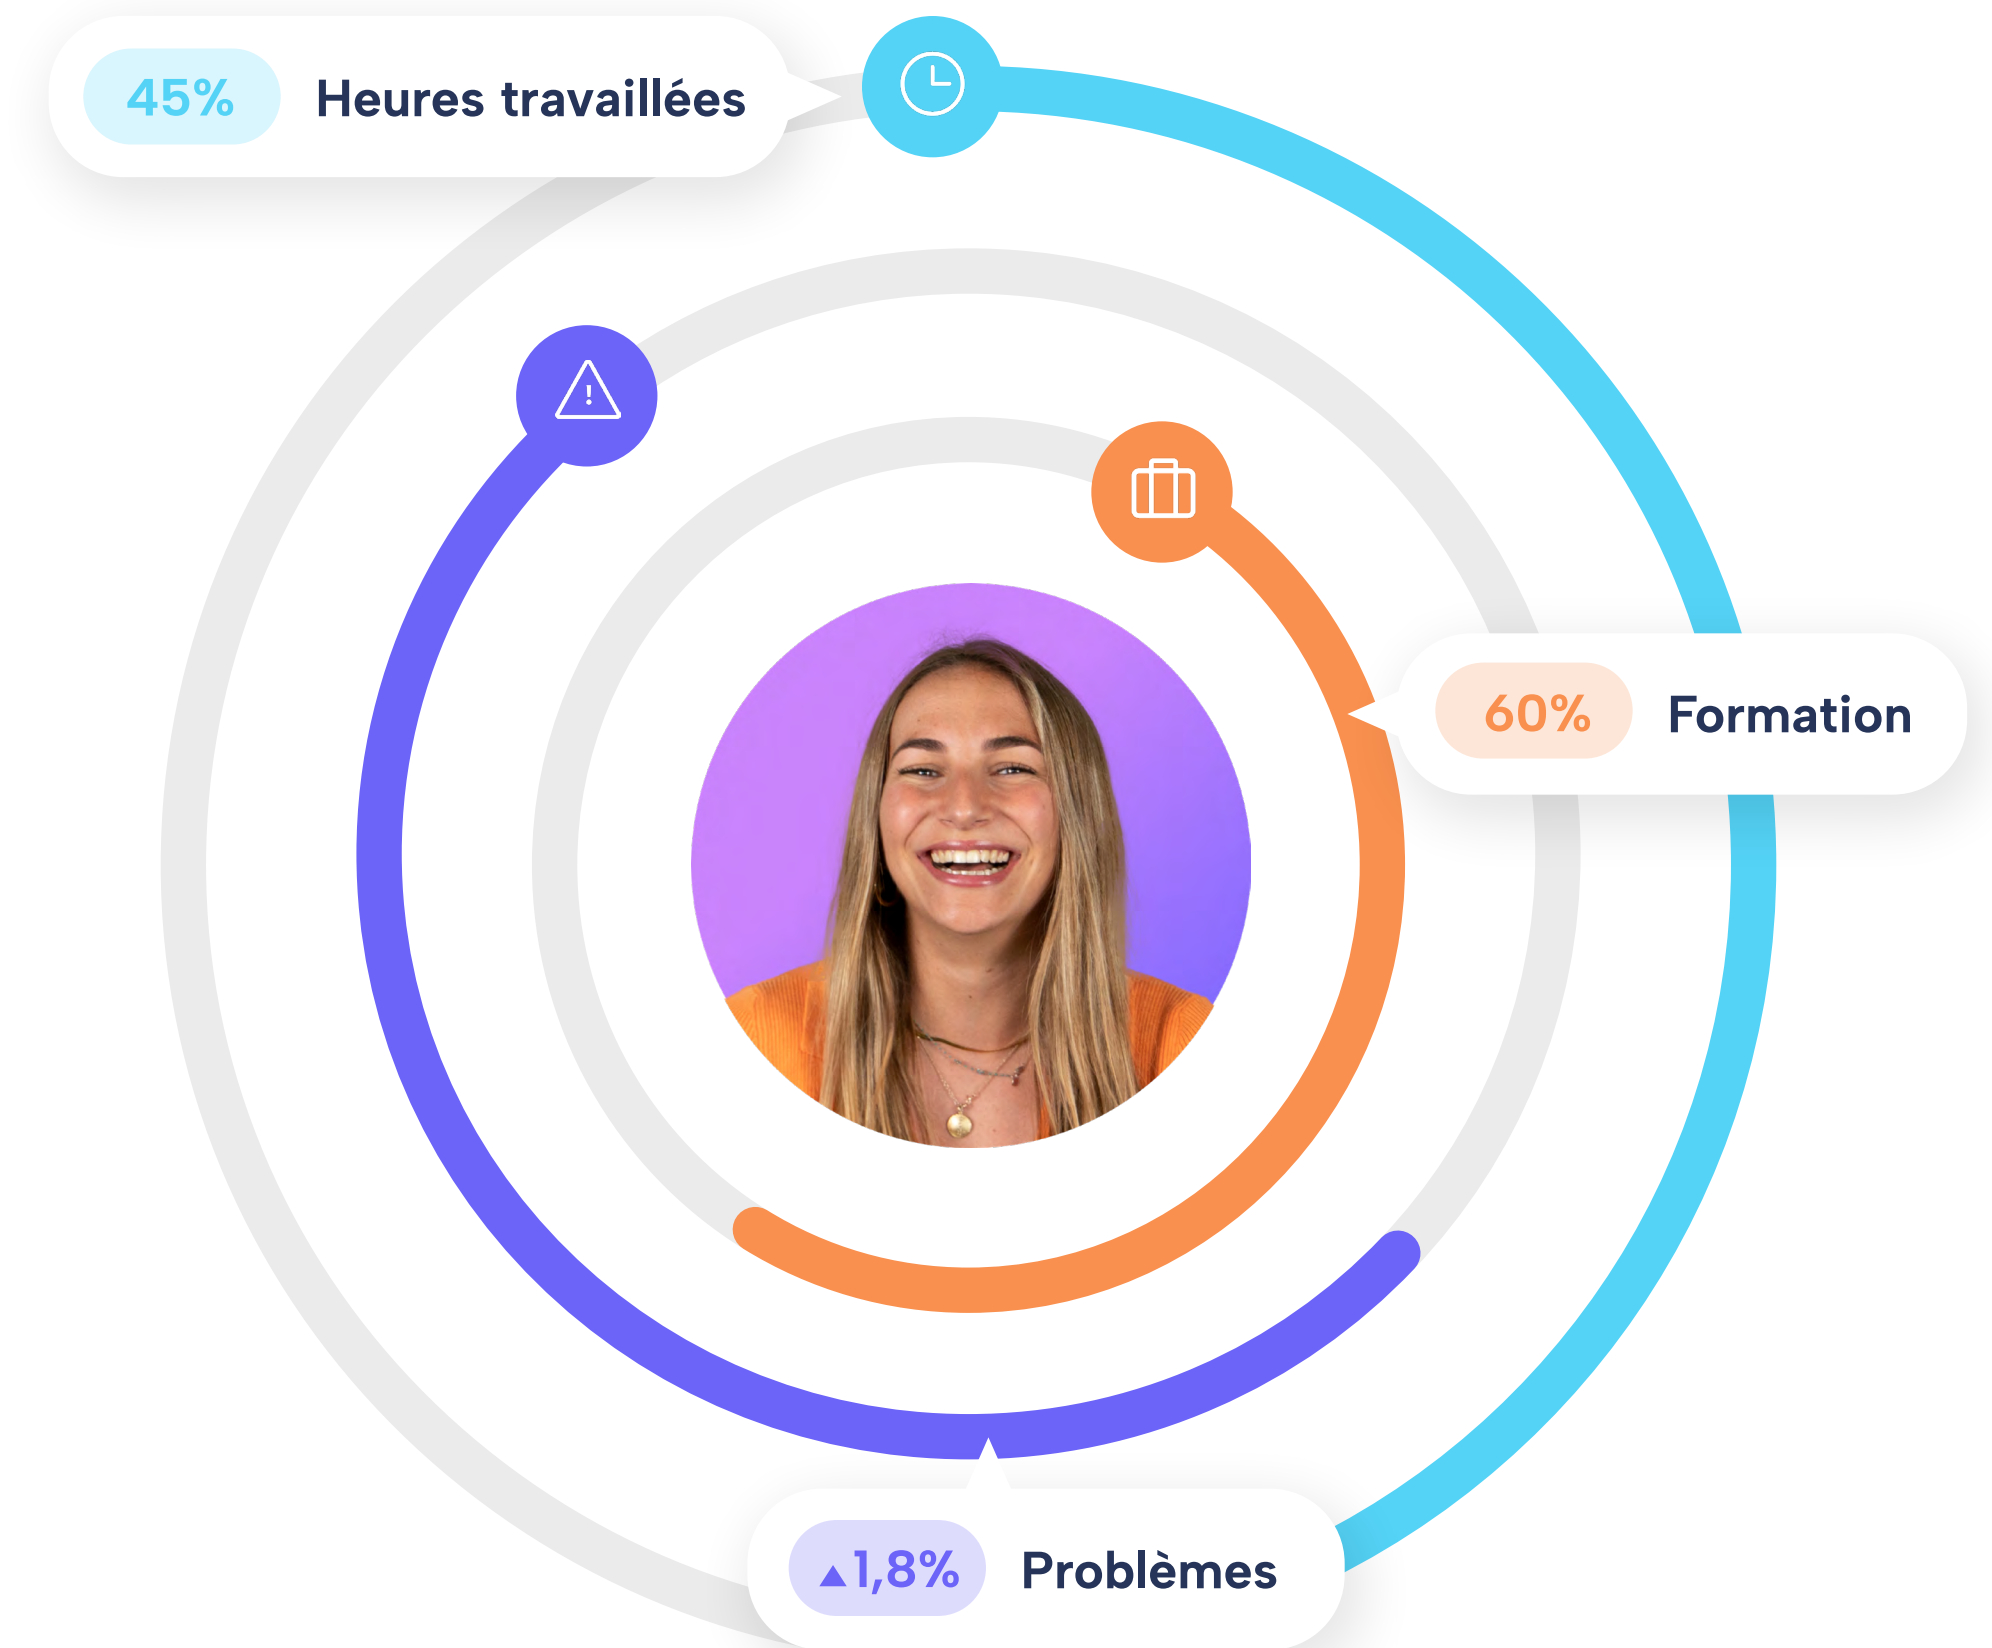 45% Heures travaillées
60% Formation
▲1,8% Problèmes